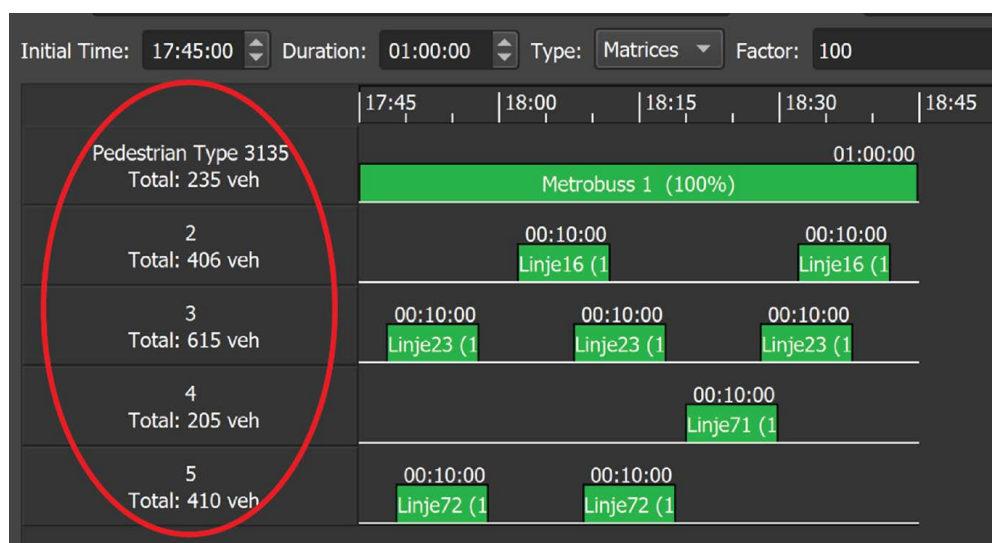 Initial Time: 17:45:00 Duration: 01:00:00 Type: Matrices Factor: 100
17:45 18:00 18:15 18:30 18:45
Pedestrian Type 3135
Total: 235 veh
01:00:00
Metrobuss 1 (100%)
2
Total: 406 veh
00:10:00 00:10:00
Linje16 (1 Linje16 (1
3
Total: 615 veh
00:10:00 00:10:00 00:10:00
Linje23 (1 Linje23 (1 Linje23 (1
4
Total: 205 veh
00:10:00
Linje71 (1
5
Total: 410 veh
00:10:00 00:10:00
Linje72 (1 Linje72 (1